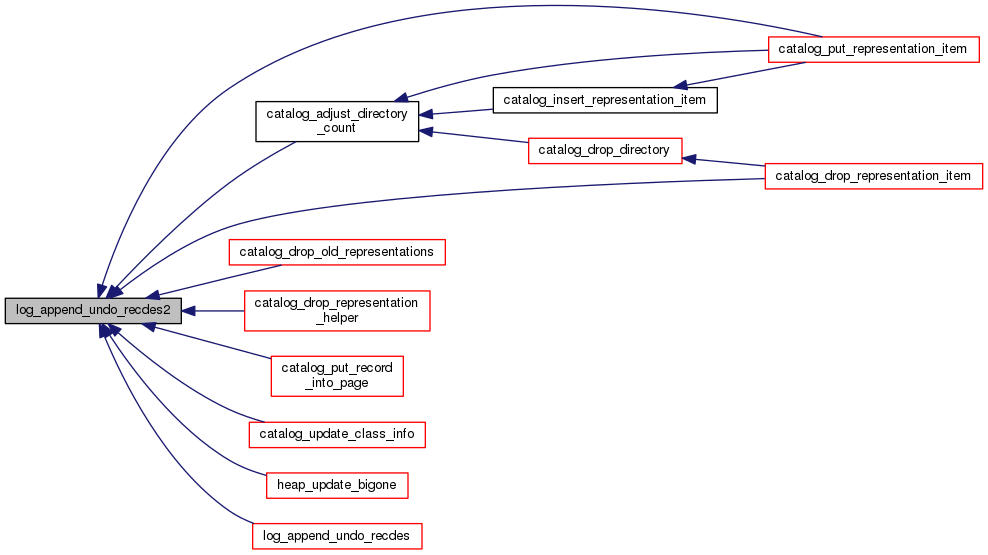 catalog_put_representation_item
catalog_adjust_directory
_count
catalog_insert_representation_item
catalog_drop_directory
catalog_drop_representation_item
catalog_drop_old_representations
log_append_undo_recdes2
catalog_drop_representation
_helper
catalog_put_record
_into_page
catalog_update_class_info
heap_update_bigone
log_append_undo_recdes